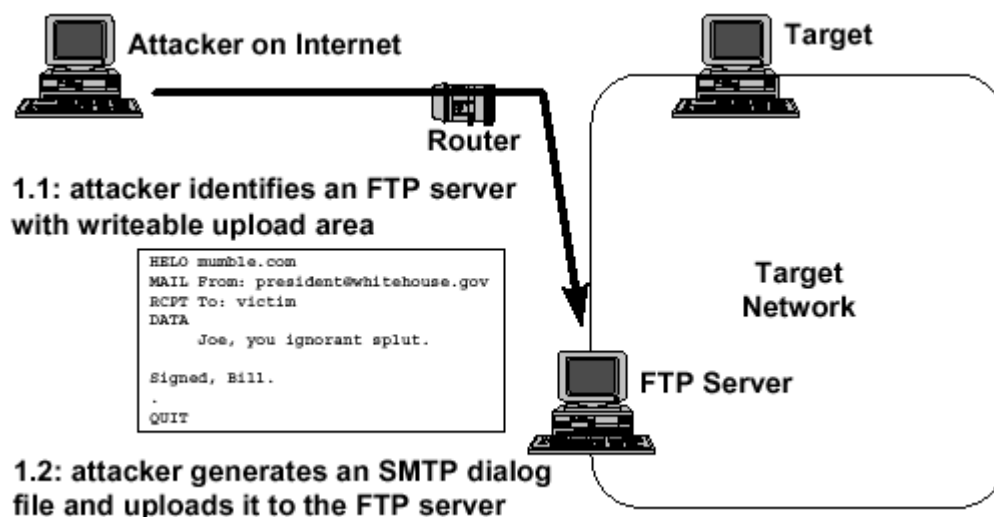 Attacker on Internet
Target
Router
1.1: attacker identifies an FTP server
with writeable upload area
HELO mumble.com
MAIL From: president@whitehouse.gov
RCPT To: victim
DATA
Joe, you ignorant splut.
Signed, Bill.
.
QUIT
Target
Network
FTP Server
1.2: attacker generates an SMTP dialog
file and uploads it to the FTP server